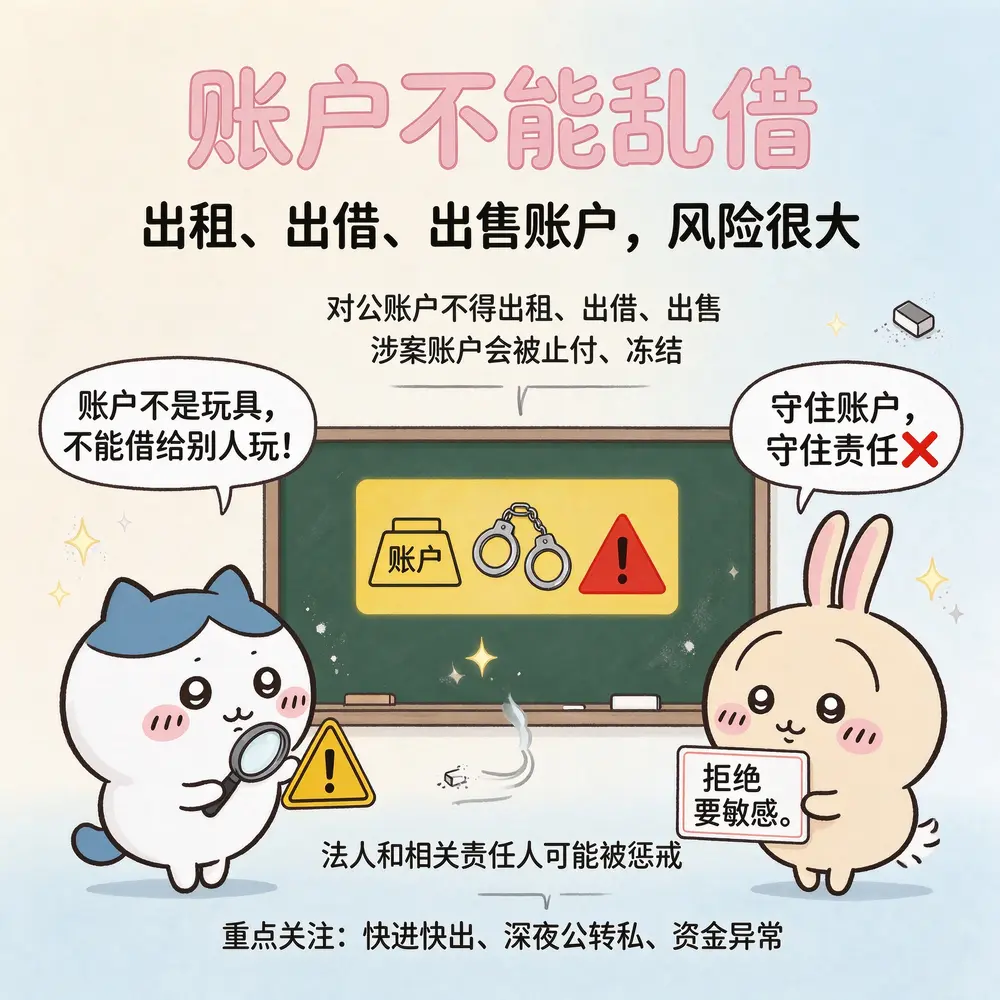 账户不能乱借
出租、出借、出售账户，风险很大
对公账户不得出租、出借、出售
涉案账户会被止付、冻结
账户不是玩具，
不能借给别人玩！
守住账户，
守住责任❌
账户
拒绝
要敏感。
法人和相关责任人可能被惩戒
重点关注：快进快出、深夜公转私、资金异常